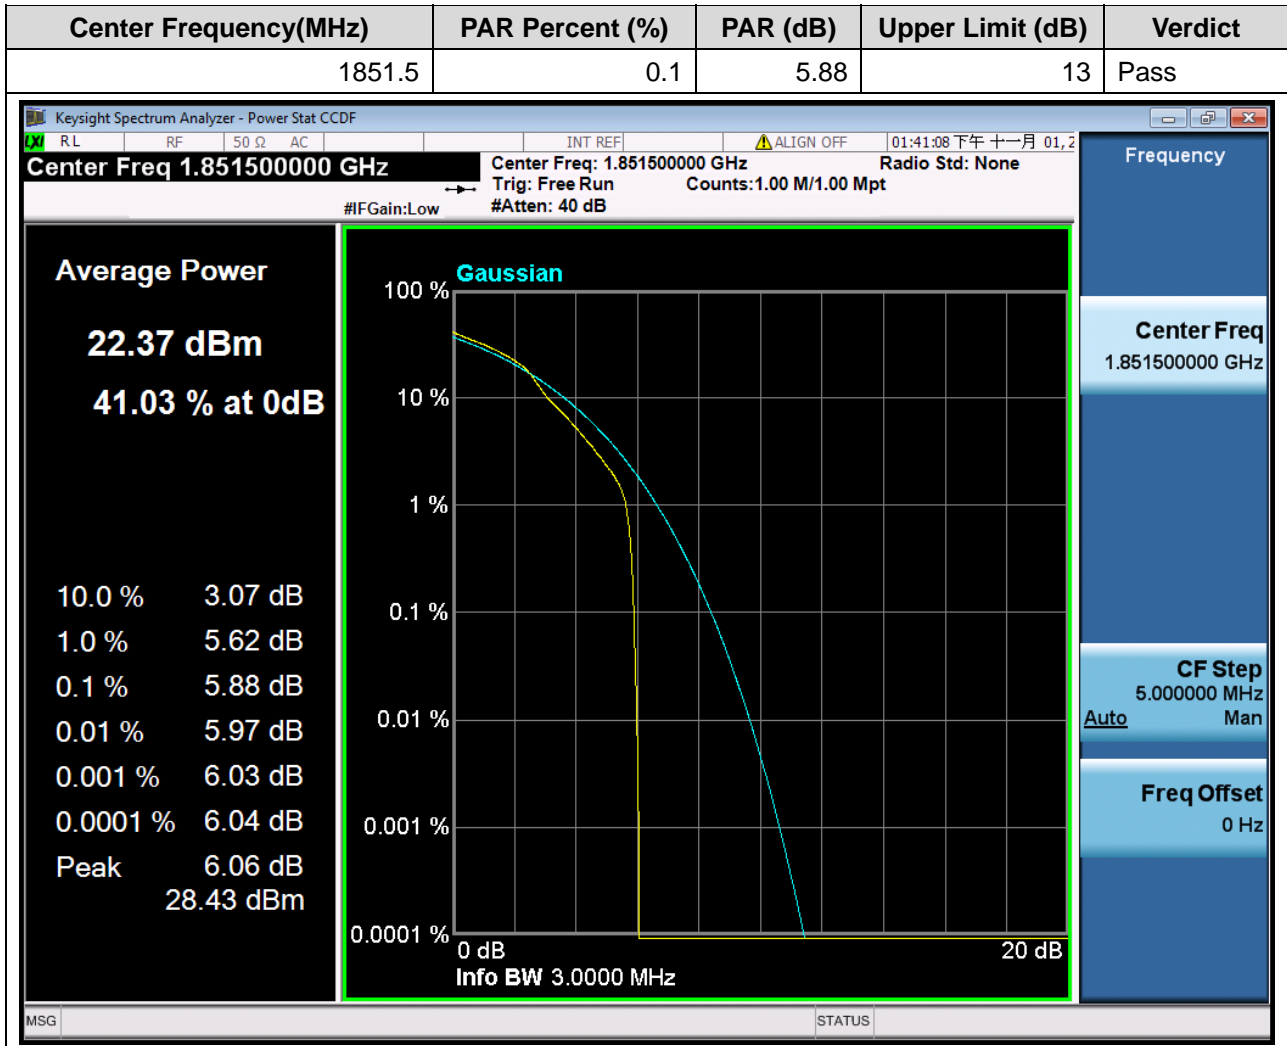 Center Frequency(MHz) PAR Percent (%) PAR (dB) Upper Limit (dB) Verdict
1851.5 0.1 5.88 13 Pass
Keysight Spectrum Analyzer - Power Stat CCDF
LXI RL RF 50 Ω AC INT REF ALIGN OFF 01:41:08 下午 十一月 01, 2
Center Freq 1.851500000 GHz
Center Freq: 1.851500000 GHz Radio Std: None
Trig: Free Run Counts:1.00 M/1.00 Mpt
#IFGain:Low #Atten: 40 dB
Average Power
22.37 dBm
41.03 % at 0dB
10.0 % 3.07 dB
1.0 % 5.62 dB
0.1 % 5.88 dB
0.01 % 5.97 dB
0.001 % 6.03 dB
0.0001 % 6.04 dB
Peak 6.06 dB
28.43 dBm
Gaussian
100 %
10 %
1 %
0.1 %
0.01 %
0.001 %
0.0001 %
0 dB 20 dB
Info BW 3.0000 MHz
Frequency
Center Freq
1.851500000 GHz
CF Step
5.000000 MHz
Auto Man
Freq Offset
0 Hz
MSG STATUS